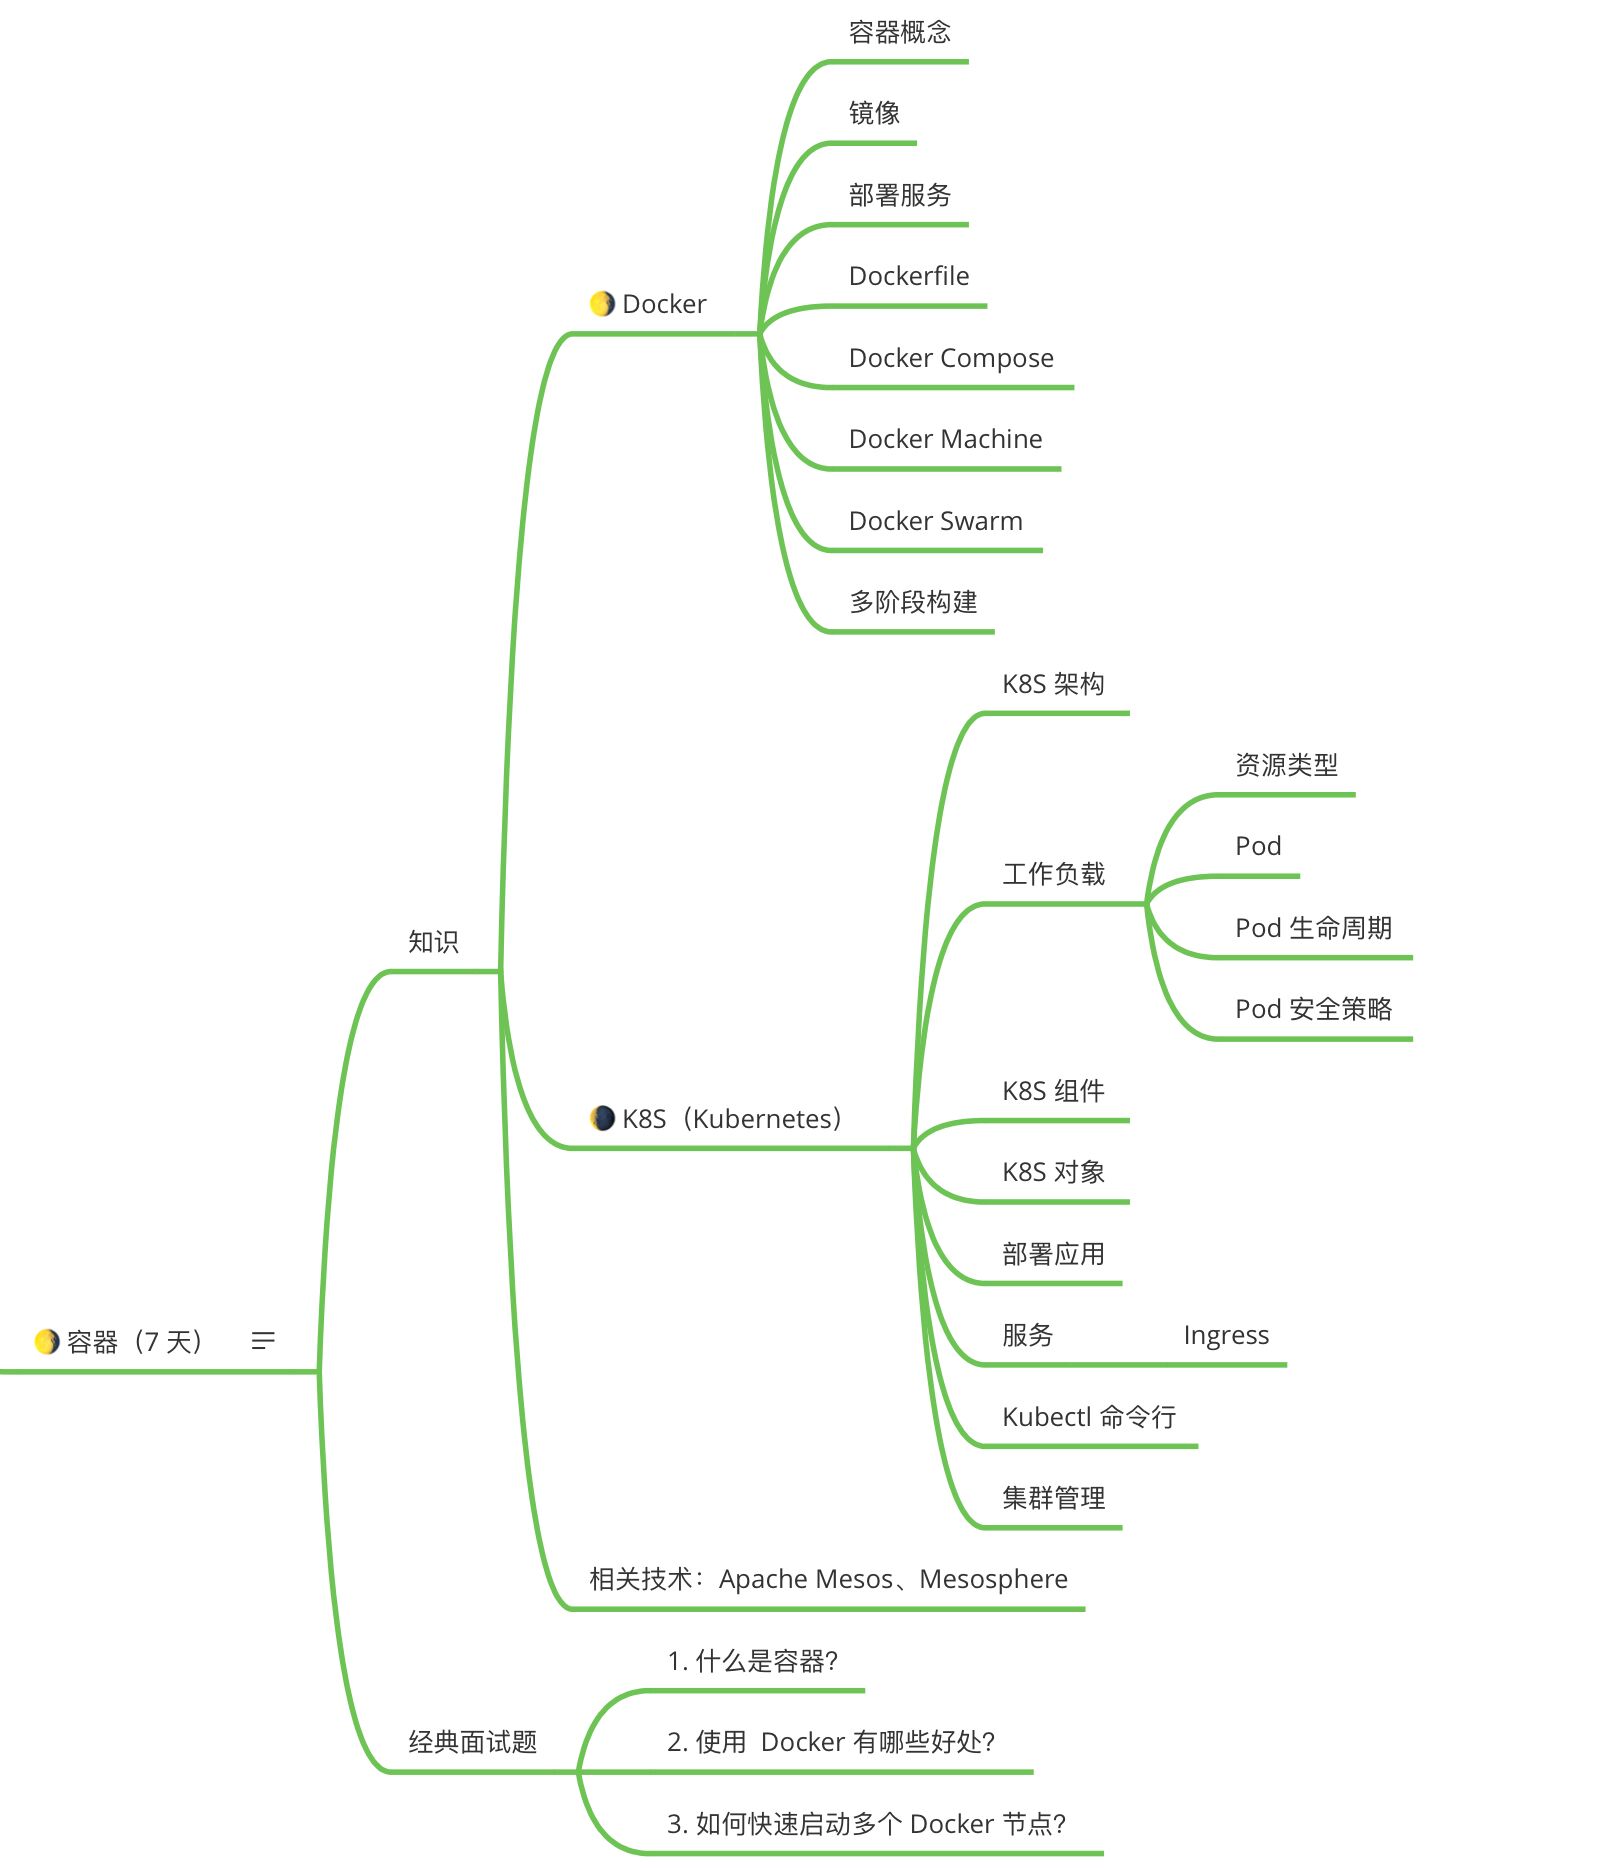 容器概念
镜像
部署服务
Dockerfile
🌖 Docker
Docker Compose
Docker Machine
Docker Swarm
多阶段构建
K8S 架构
资源类型
Pod
工作负载
Pod 生命周期
知识
Pod 安全策略
K8S 组件
🌘 K8S（Kubernetes）
K8S 对象
部署应用
服务
Ingress
🌖 容器（7 天）
Kubectl 命令行
集群管理
相关技术：Apache Mesos、Mesosphere
1. 什么是容器？
经典面试题
2. 使用  Docker 有哪些好处？
3. 如何快速启动多个 Docker 节点？